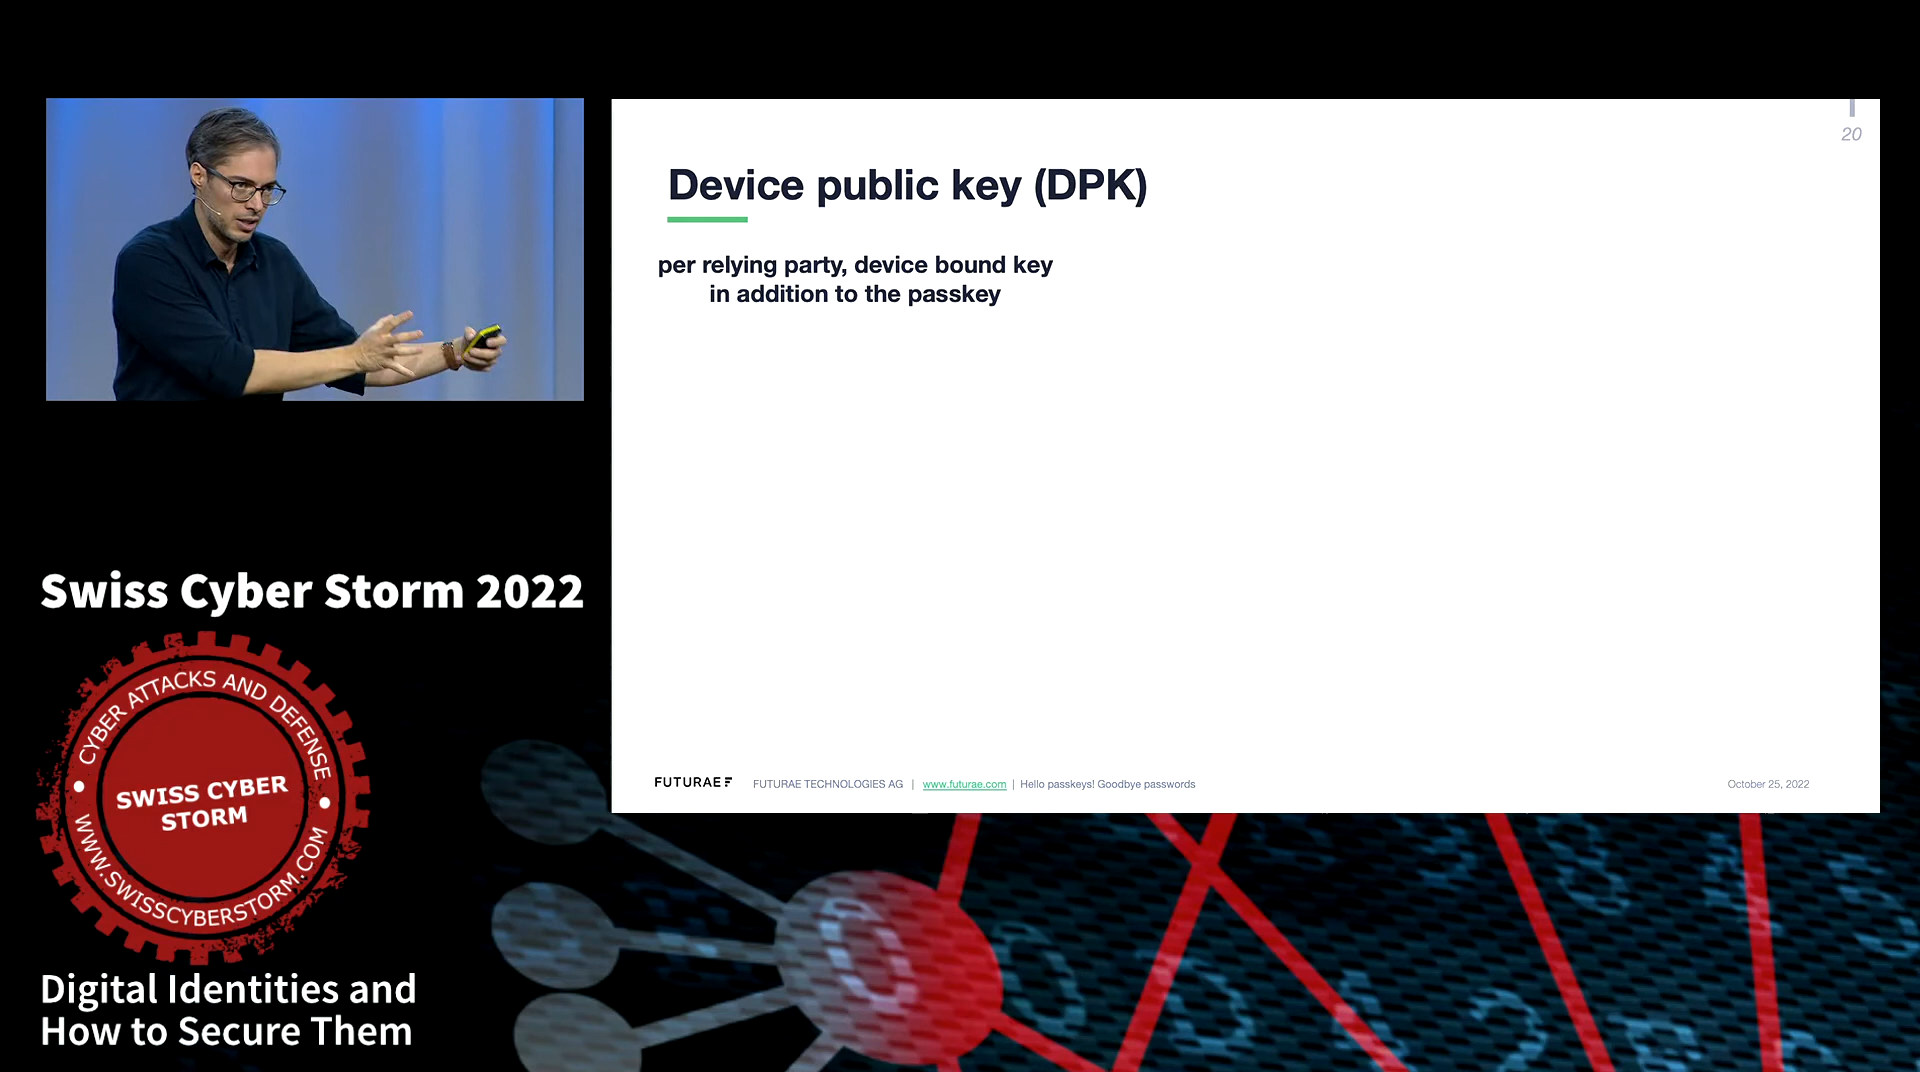 20
Device public key (DPK)
per relying party, device bound key
in addition to the passkey
FUTURAE
FUTURAE TECHNOLOGIES AG | www.futurae.com | Hello passkeys! Goodbye passwords
October 25, 2022
Swiss Cyber Storm 2022
CYBER ATTACKS AND DEFENSE
SWISS CYBER
STORM
WWW.SWISSCYBERSTORM.COM
Digital Identities and
How to Secure Them